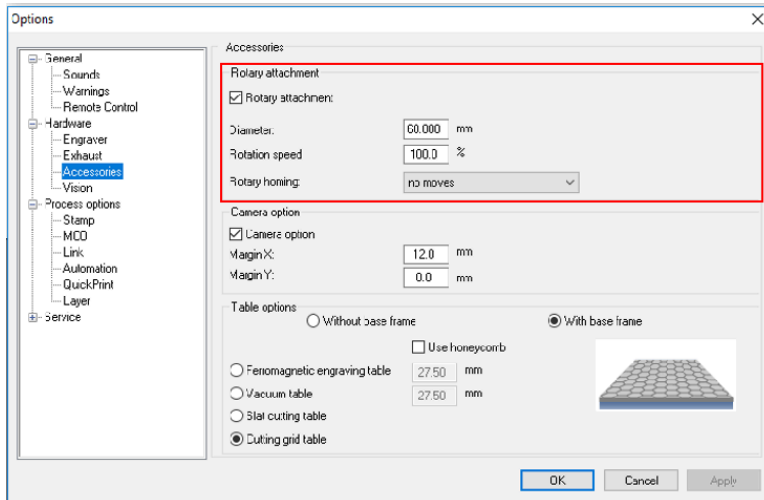 Options
General
Sounds
Warnings
Remote Control
Hardware
Engraver
Exhaust
Accessories
Vision
Process options
Stamp
MCO
Link
Automation
QuickPrint
Layer
Service
Accessories
Rotary attachment
Rotary attachment
Diameter: 60.000 mm
Rotation speed 100.0 %
Rotary homing: no moves
Camera option
Camera option
Margin X: 12.0 mm
Margin Y: 0.0 mm
Table options
Without base frame With base frame
Use honeycomb
Ferromagnetic engraving table 27.50 mm
Vacuum table 27.50 mm
Slat cutting table
Cutting grid table
OK Cancel Apply